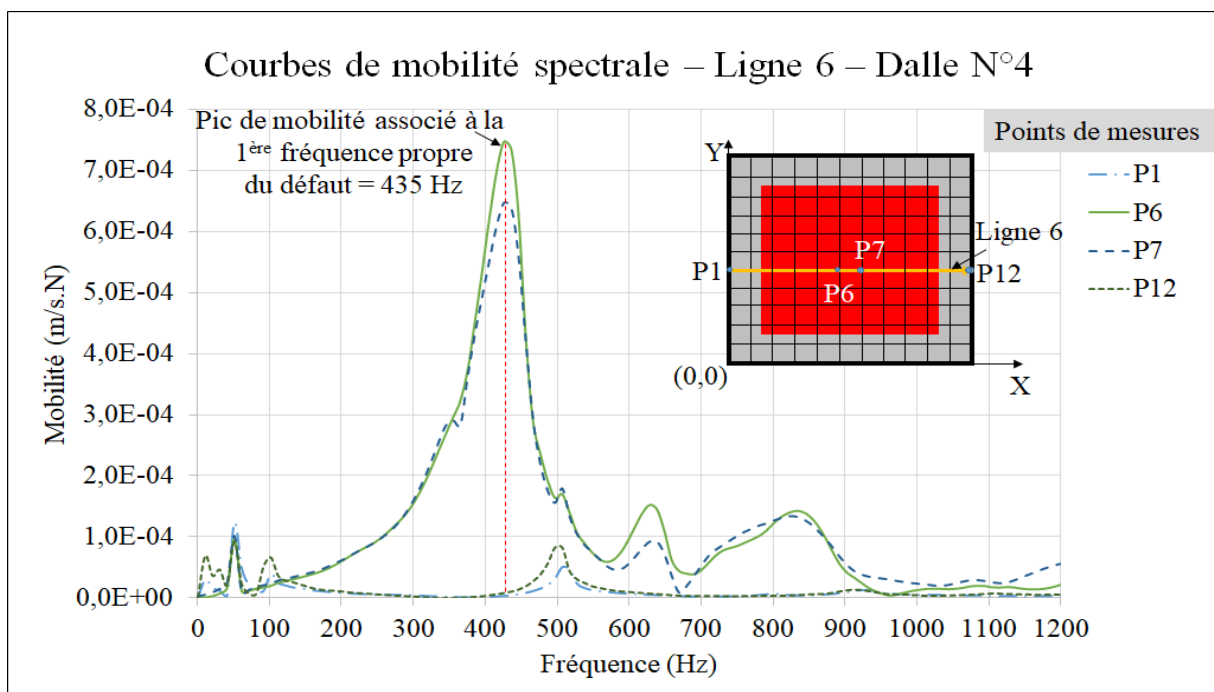 Courbes de mobilité spectrale – Ligne 6 – Dalle N°4
8,0E-04
7,0E-04
6,0E-04
5,0E-04
4,0E-04
3,0E-04
2,0E-04
1,0E-04
0,0E+00
Mobilité (m/s.N)
Pic de mobilité associé à la
1ère fréquence propre
du défaut = 435 Hz
Y
P1
P7
P6
Ligne 6
P12
(0,0)
X
Points de mesures
P1
P6
P7
P12
0 100 200 300 400 500 600 700 800 900 1000 1100 1200
Fréquence (Hz)